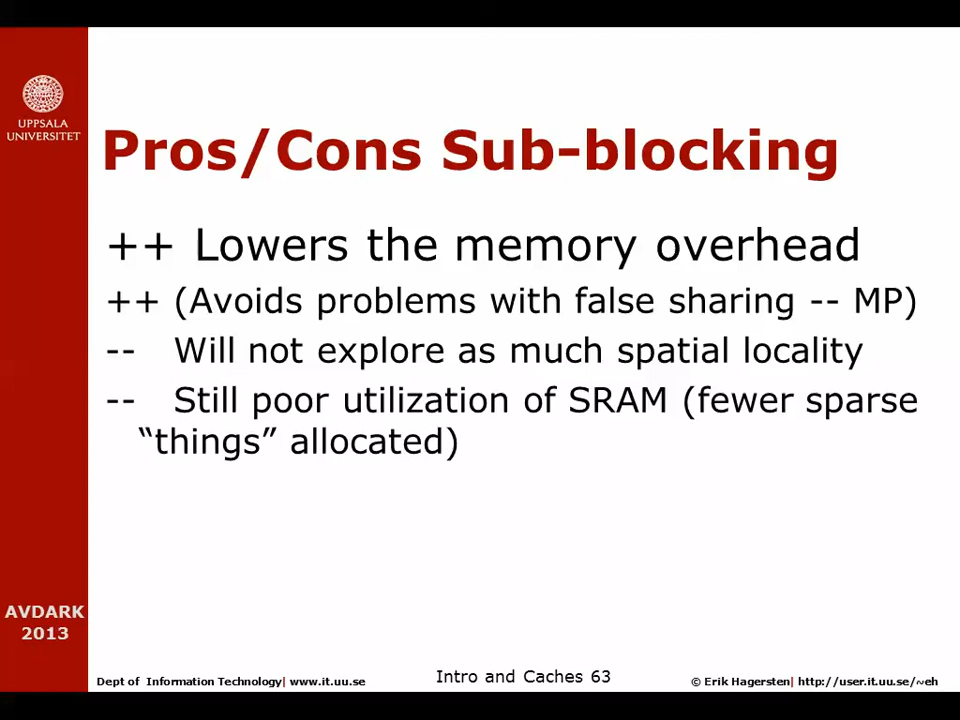 UPPSALA
UNIVERSITET
Pros/Cons Sub-blocking
++ Lowers the memory overhead
++ (Avoids problems with false sharing -- MP)
-- Will not explore as much spatial locality
-- Still poor utilization of SRAM (fewer sparse
“things” allocated)
AVDARK
2013
Dept of Information Technology| www.it.uu.se
Intro and Caches 63
© Erik Hagersten| http://user.it.uu.se/~eh